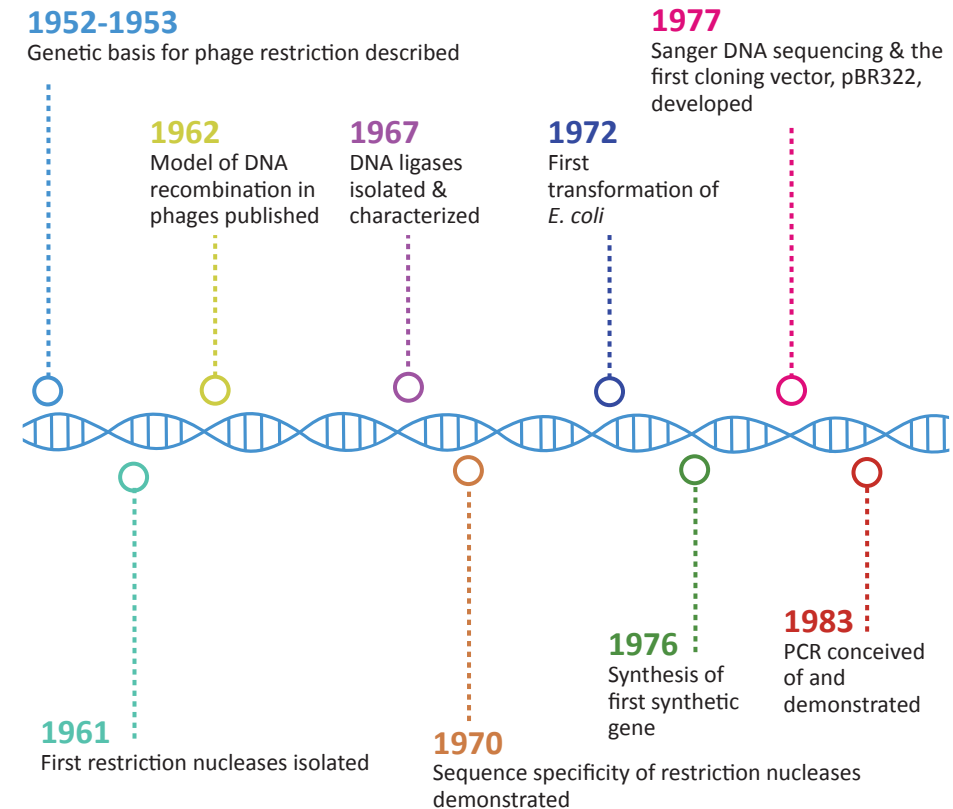 1952-1953
Genetic basis for phage restriction described
1977
Sanger DNA sequencing & the
first cloning vector, pBR322,
developed
1962
Model of DNA
recombination in
phages published
1967
DNA ligases
isolated &
characterized
1972
First
transformation of
E. coli
1961
First restriction nucleases isolated
1970
Sequence specificity of restriction nucleases
demonstrated
1976
Synthesis of
first synthetic
gene
1983
PCR conceived
of and
demonstrated